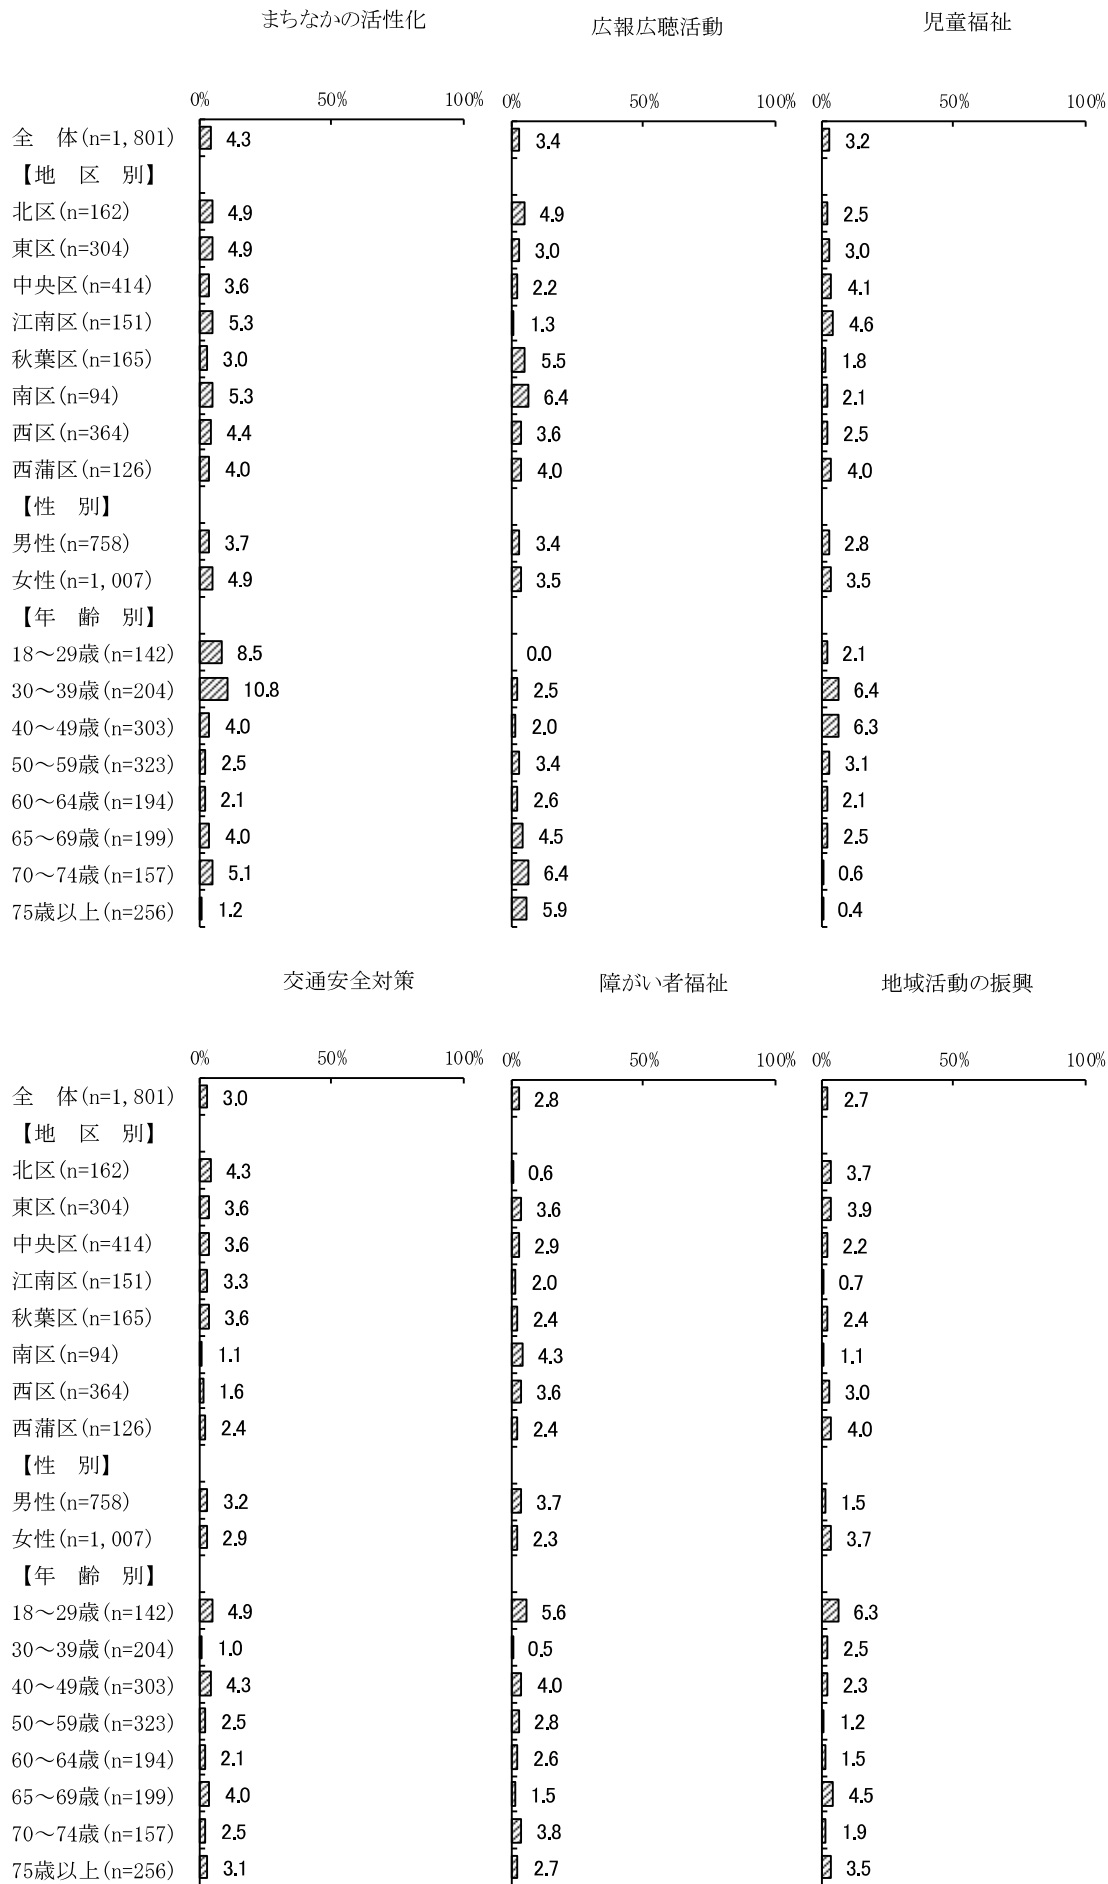 まちなかの活性化 広報広聴活動 児童福祉
0% 50% 100% 0% 50% 100% 0% 50% 100%
全 体(n=1,801) 4.3 3.4 3.2
【地 区 別】
北区(n=162) 4.9 4.9 2.5
東区(n=304) 4.9 3.0 3.0
中央区(n=414) 3.6 2.2 4.1
江南区(n=151) 5.3 1.3 4.6
秋葉区(n=165) 3.0 5.5 1.8
南区(n=94) 5.3 6.4 2.1
西区(n=364) 4.4 3.6 2.5
西蒲区(n=126) 4.0 4.0 4.0
【性 別】
男性(n=758) 3.7 3.4 2.8
女性(n=1,007) 4.9 3.5 3.5
【年 齢 別】
18～29歳(n=142) 8.5 0.0 2.1
30～39歳(n=204) 10.8 2.5 6.4
40～49歳(n=303) 4.0 2.0 6.3
50～59歳(n=323) 2.5 3.4 3.1
60～64歳(n=194) 2.1 2.6 2.1
65～69歳(n=199) 4.0 4.5 2.5
70～74歳(n=157) 5.1 6.4 0.6
75歳以上(n=256) 1.2 5.9 0.4
交通安全対策 障がい者福祉 地域活動の振興
0% 50% 100% 0% 50% 100% 0% 50% 100%
全 体(n=1,801) 3.0 2.8 2.7
【地 区 別】
北区(n=162) 4.3 0.6 3.7
東区(n=304) 3.6 3.6 3.9
中央区(n=414) 3.6 2.9 2.2
江南区(n=151) 3.3 2.0 0.7
秋葉区(n=165) 3.6 2.4 2.4
南区(n=94) 1.1 4.3 1.1
西区(n=364) 1.6 3.6 3.0
西蒲区(n=126) 2.4 2.4 4.0
【性 別】
男性(n=758) 3.2 3.7 1.5
女性(n=1,007) 2.9 2.3 3.7
【年 齢 別】
18～29歳(n=142) 4.9 5.6 6.3
30～39歳(n=204) 1.0 0.5 2.5
40～49歳(n=303) 4.3 4.0 2.3
50～59歳(n=323) 2.5 2.8 1.2
60～64歳(n=194) 2.1 2.6 1.5
65～69歳(n=199) 4.0 1.5 4.5
70～74歳(n=157) 2.5 3.8 1.9
75歳以上(n=256) 3.1 2.7 3.5